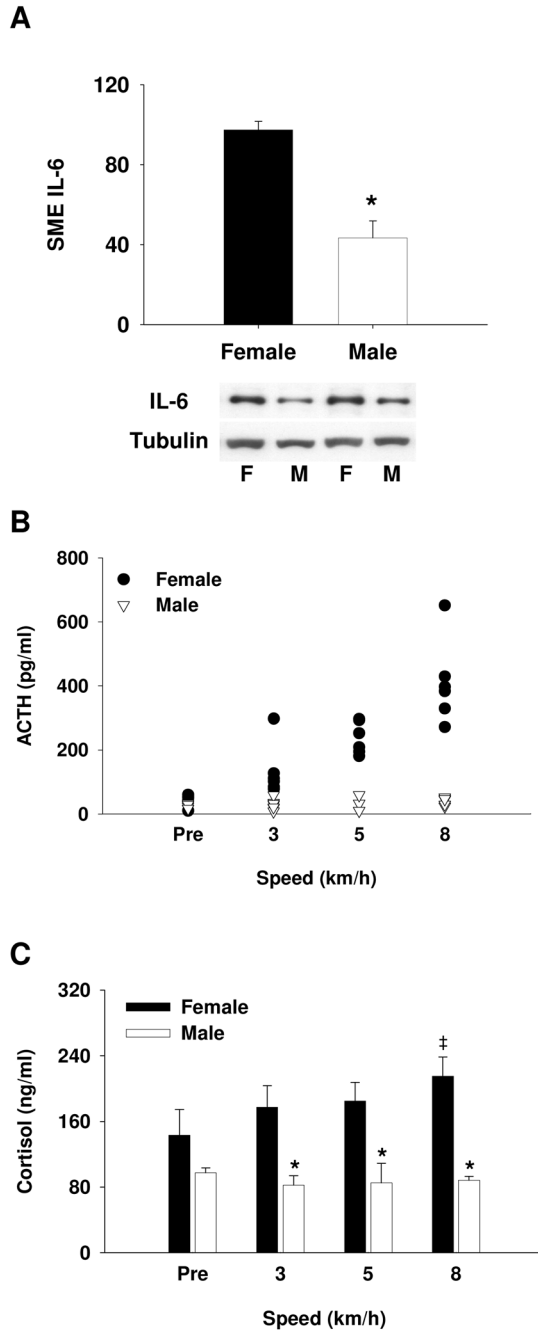 A
120
80
40
0
SME IL-6
*
Female Male
IL-6
Tubulin
F M F M
B
800
600
400
200
0
ACTH (pg/ml)
Female
Male
Pre 3 5 8
Speed (km/h)
C
320
240
160
80
0
Cortisol (ng/ml)
Female
Male
‡
* * *
Pre 3 5 8
Speed (km/h)